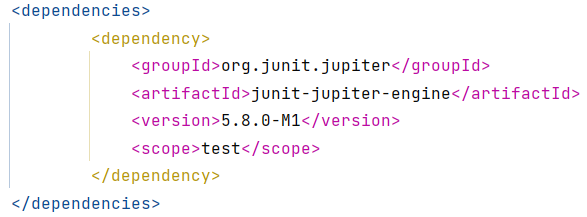 <dependencies>
<dependency>
<groupId>org.junit.jupiter</groupId>
<artifactId>junit-jupiter-engine</artifactId>
<version>5.8.0-M1</version>
<scope>test</scope>
</dependency>
</dependencies>